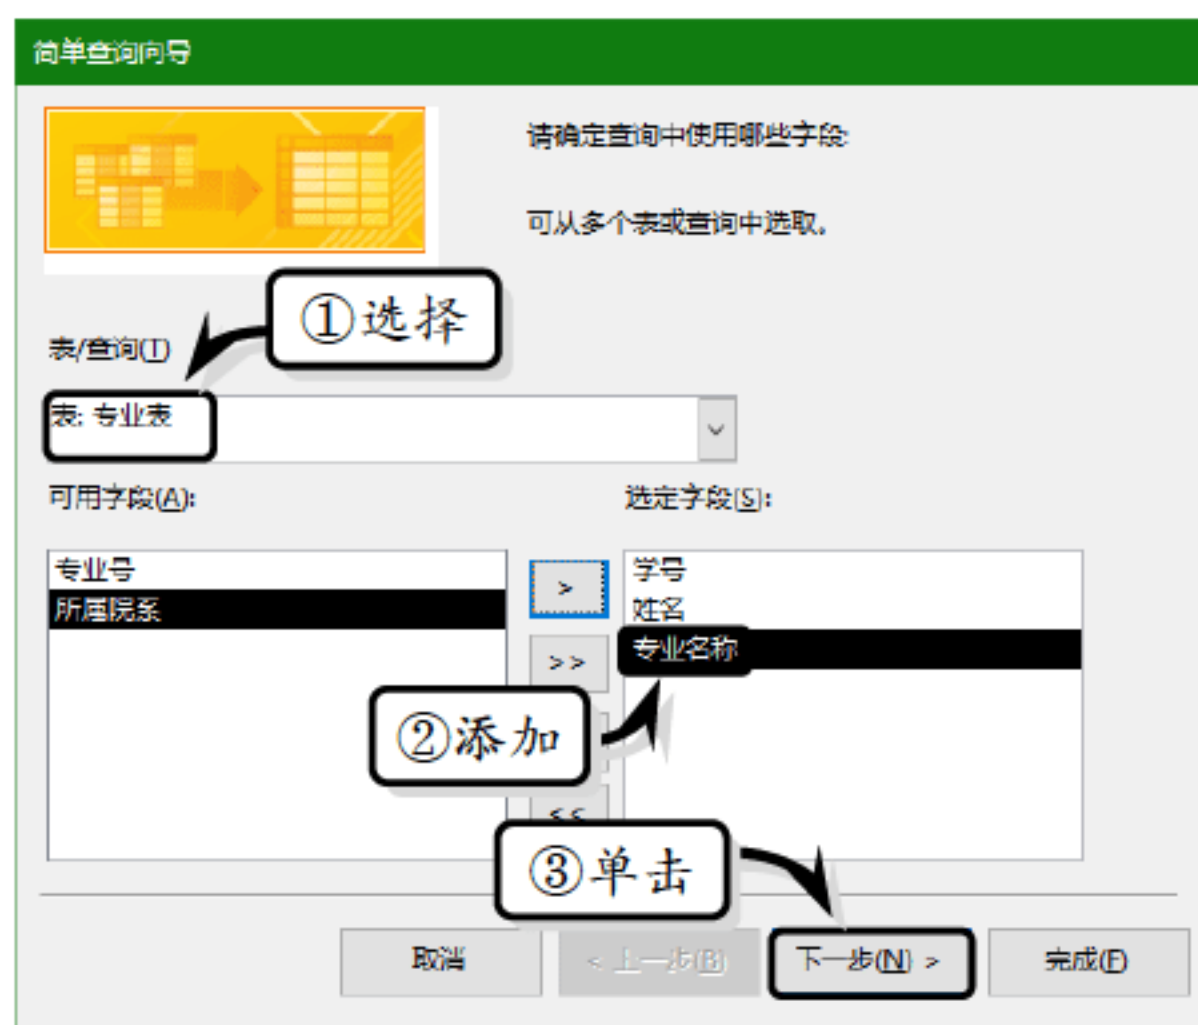 简单查询向导
请确定查询中使用哪些字段:
可从多个表或查询中选取。
①选择
表/查询(T)
表: 专业表
可用字段(A):
选定字段(S):
专业号
所属院系
>
>>
<<
学号
姓名
专业名称
②添加
③单击
取消
< 上一步(B)
下一步(N) >
完成(F)